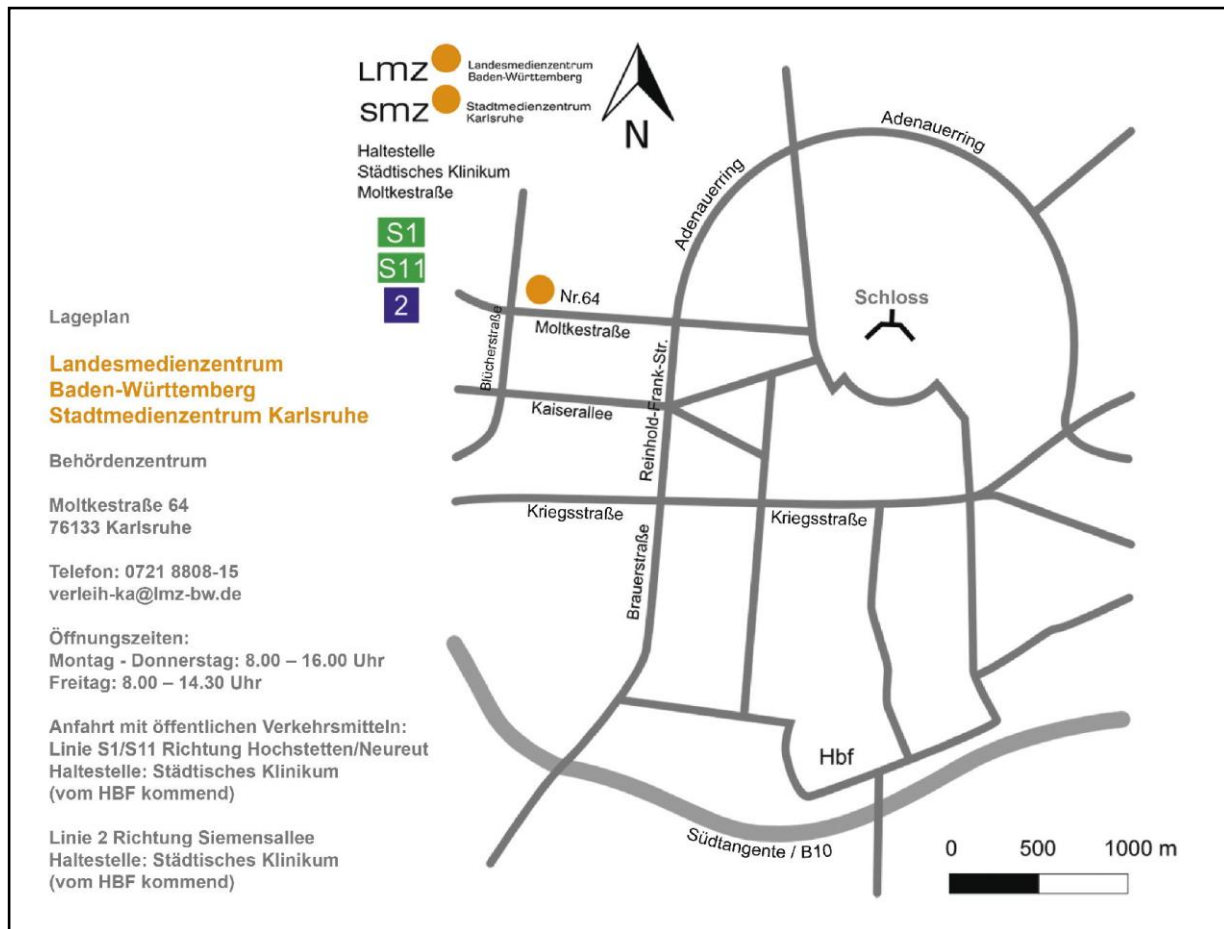 Lmz Landesmedienzentrum
Baden-Württemberg
smz Stadtmedienzentrum
Karlsruhe
N
Haltestelle
Städtisches Klinikum
Moltkestraße
S1
S11
2
Lageplan
Landesmedienzentrum
Baden-Württemberg
Stadtmedienzentrum Karlsruhe
Behördenzentrum
Moltkestraße 64
76133 Karlsruhe
Telefon: 0721 8808-15
verleih-ka@lmz-bw.de
Öffnungszeiten:
Montag - Donnerstag: 8.00 – 16.00 Uhr
Freitag: 8.00 – 14.30 Uhr
Anfahrt mit öffentlichen Verkehrsmitteln:
Linie S1/S11 Richtung Hochstetten/Neureut
Haltestelle: Städtisches Klinikum
(vom HBF kommend)
Linie 2 Richtung Siemensallee
Haltestelle: Städtisches Klinikum
(vom HBF kommend)
Adenauerring
Adenauerring
Nr.64
Moltkestraße
Schloss
Blücherstraße
Kaiserallee
Reinhold-Frank-Str.
Kriegsstraße
Kriegsstraße
Brauerstraße
Hbf
Südtangente / B10
0 500 1000 m